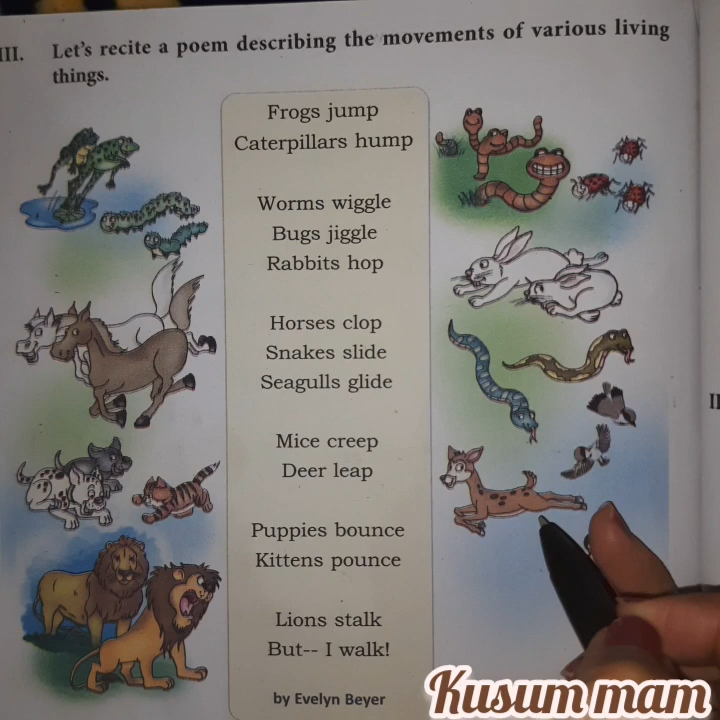 III. Let's recite a poem describing the movements of various living
things.
Frogs jump
Caterpillars hump
Worms wiggle
Bugs jiggle
Rabbits hop
Horses clop
Snakes slide
Seagulls glide
Mice creep
Deer leap
Puppies bounce
Kittens pounce
Lions stalk
But-- I walk!
by Evelyn Beyer
II
Kusum mam